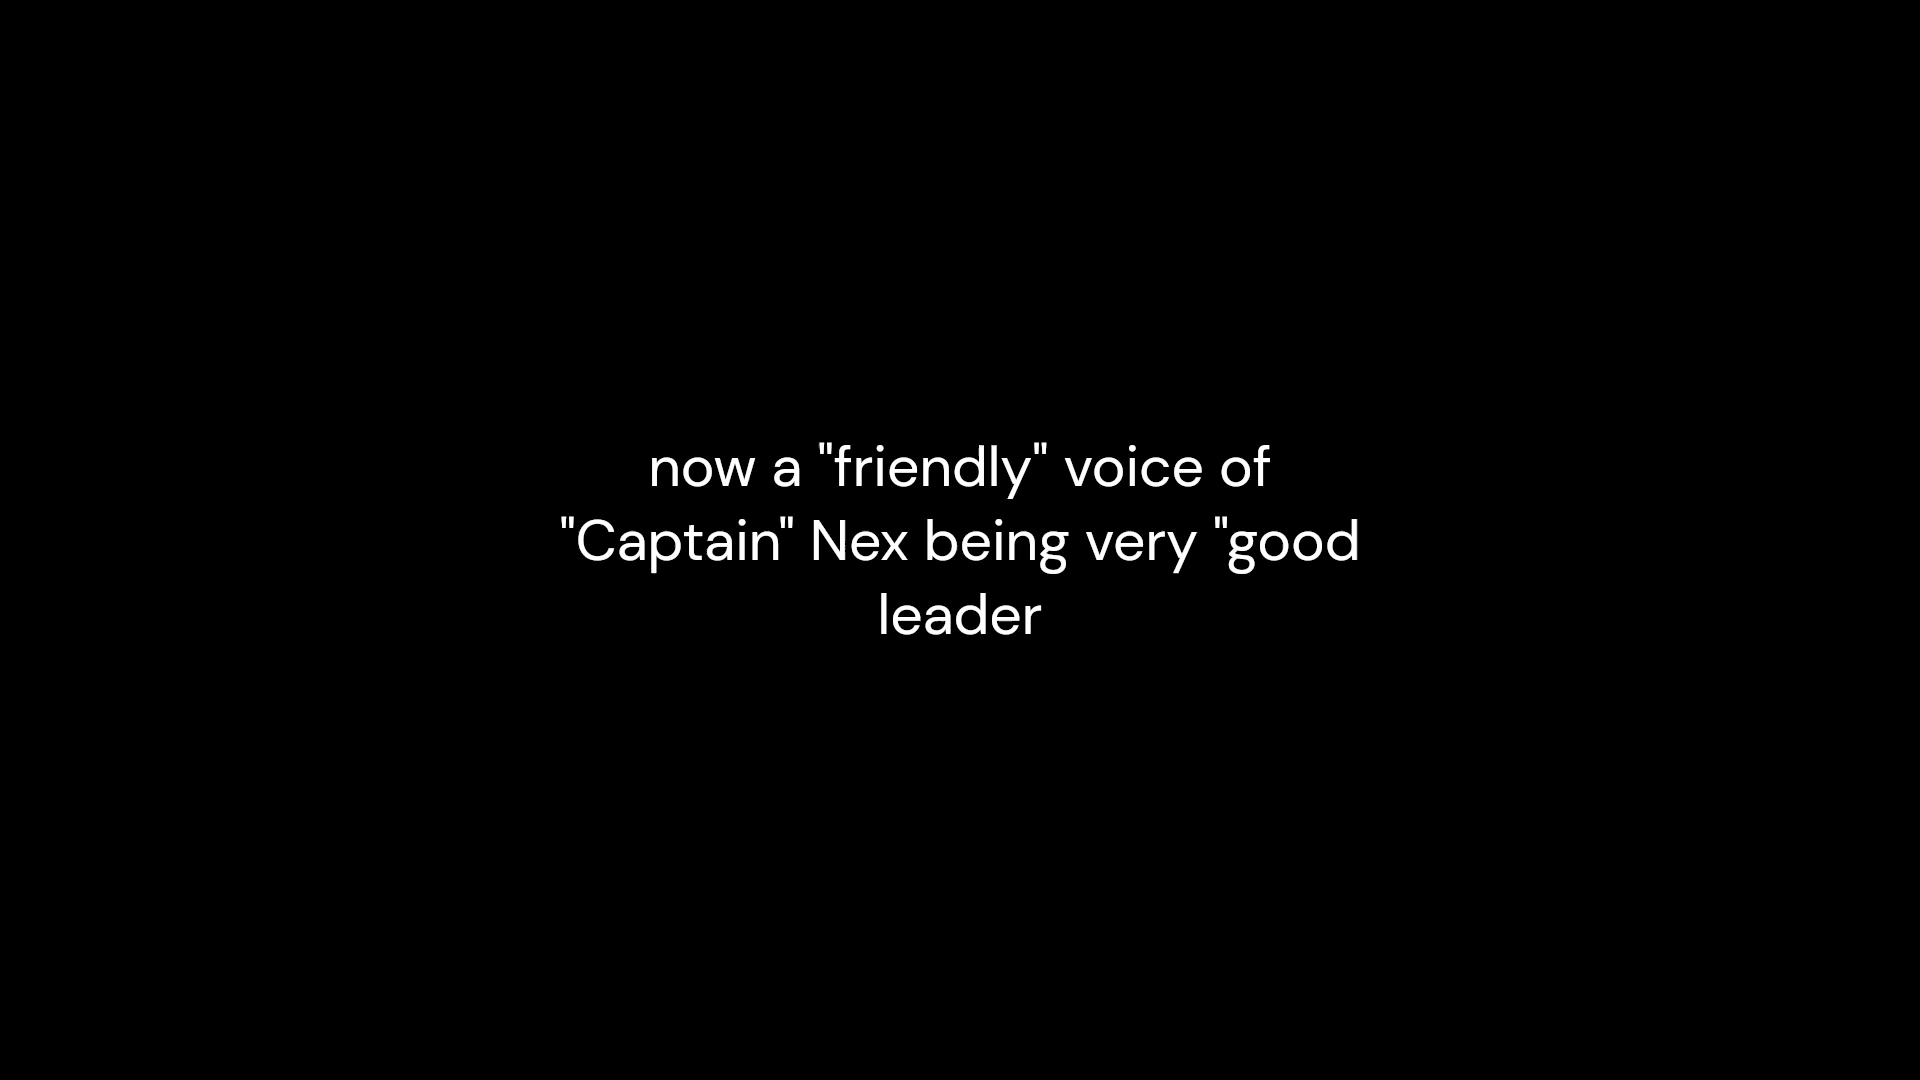 now a "friendly" voice of
"Captain" Nex being very "good
leader